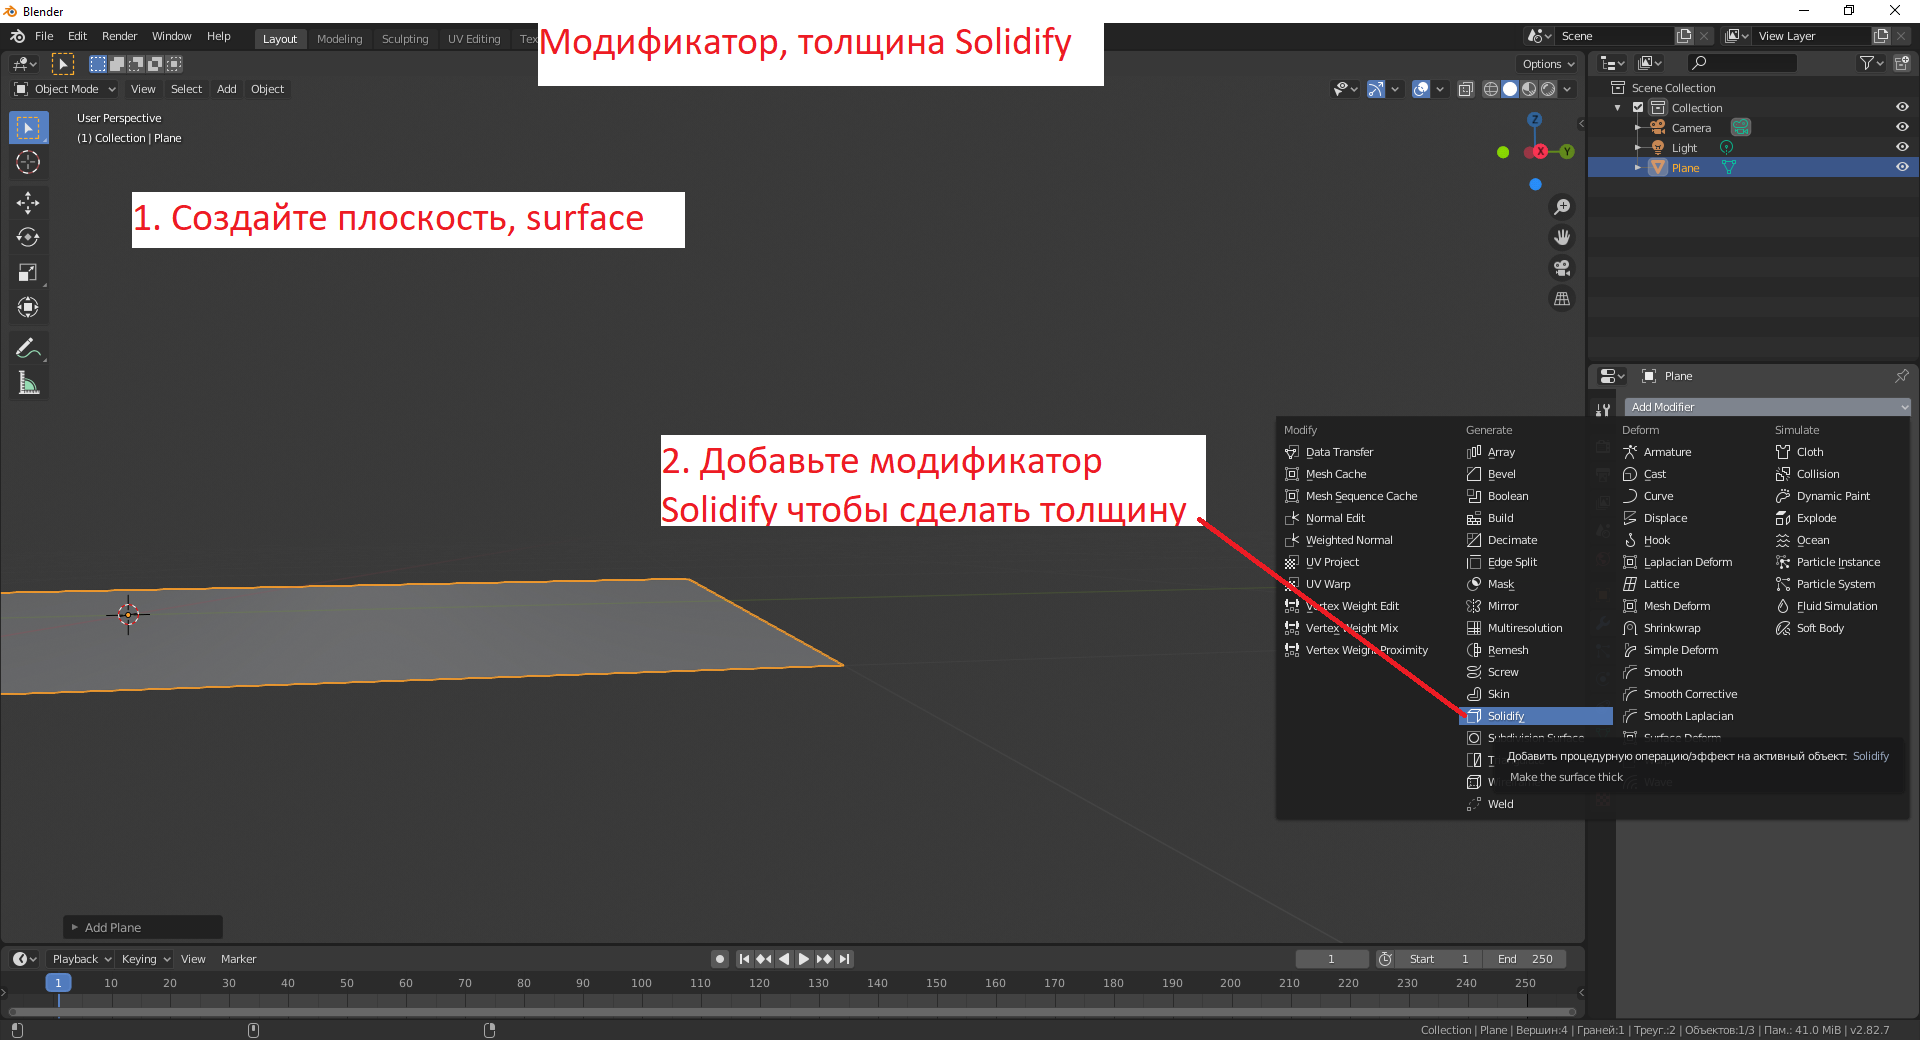 Blender
File Edit Render Window Help Layout Modeling Sculpting UV Editing Tex
Модификатор, толщина Solidify
Scene View Layer
Options
Object Mode View Select Add Object
User Perspective
(1) Collection | Plane
Z
X
Y
1. Создайте плоскость, surface
2. Добавьте модификатор
Solidify чтобы сделать толщину
Scene Collection
Collection
Camera
Light
Plane
Plane
Add Modifier
Modify
Data Transfer
Mesh Cache
Mesh Sequence Cache
Normal Edit
Weighted Normal
UV Project
UV Warp
Vertex Weight Edit
Vertex Weight Mix
Vertex Weight Proximity
Generate
Array
Bevel
Boolean
Build
Decimate
Edge Split
Mask
Mirror
Multiresolution
Remesh
Screw
Skin
Solidify
Subdivision Surface
T
W
Weld
Deform
Armature
Cast
Curve
Displace
Hook
Laplacian Deform
Lattice
Mesh Deform
Shrinkwrap
Simple Deform
Smooth
Smooth Corrective
Smooth Laplacian
Surface Deform
Wave
Simulate
Cloth
Collision
Dynamic Paint
Explode
Ocean
Particle Instance
Particle System
Fluid Simulation
Soft Body
Добавить процедурную операцию/эффект на активный объект: Solidify
Make the surface thick
Add Plane
Playback Keying View Marker
1 Start 1 End 250
1 10 20 30 40 50 60 70 80 90 100 110 120 130 140 150 160 170 180 190 200 210 220 230 240 250
Collection | Plane | Вершин:4 | Граней:1 | Треуг.:2 | Объектов:1/3 | Пам.: 41.0 MiB | v2.82.7